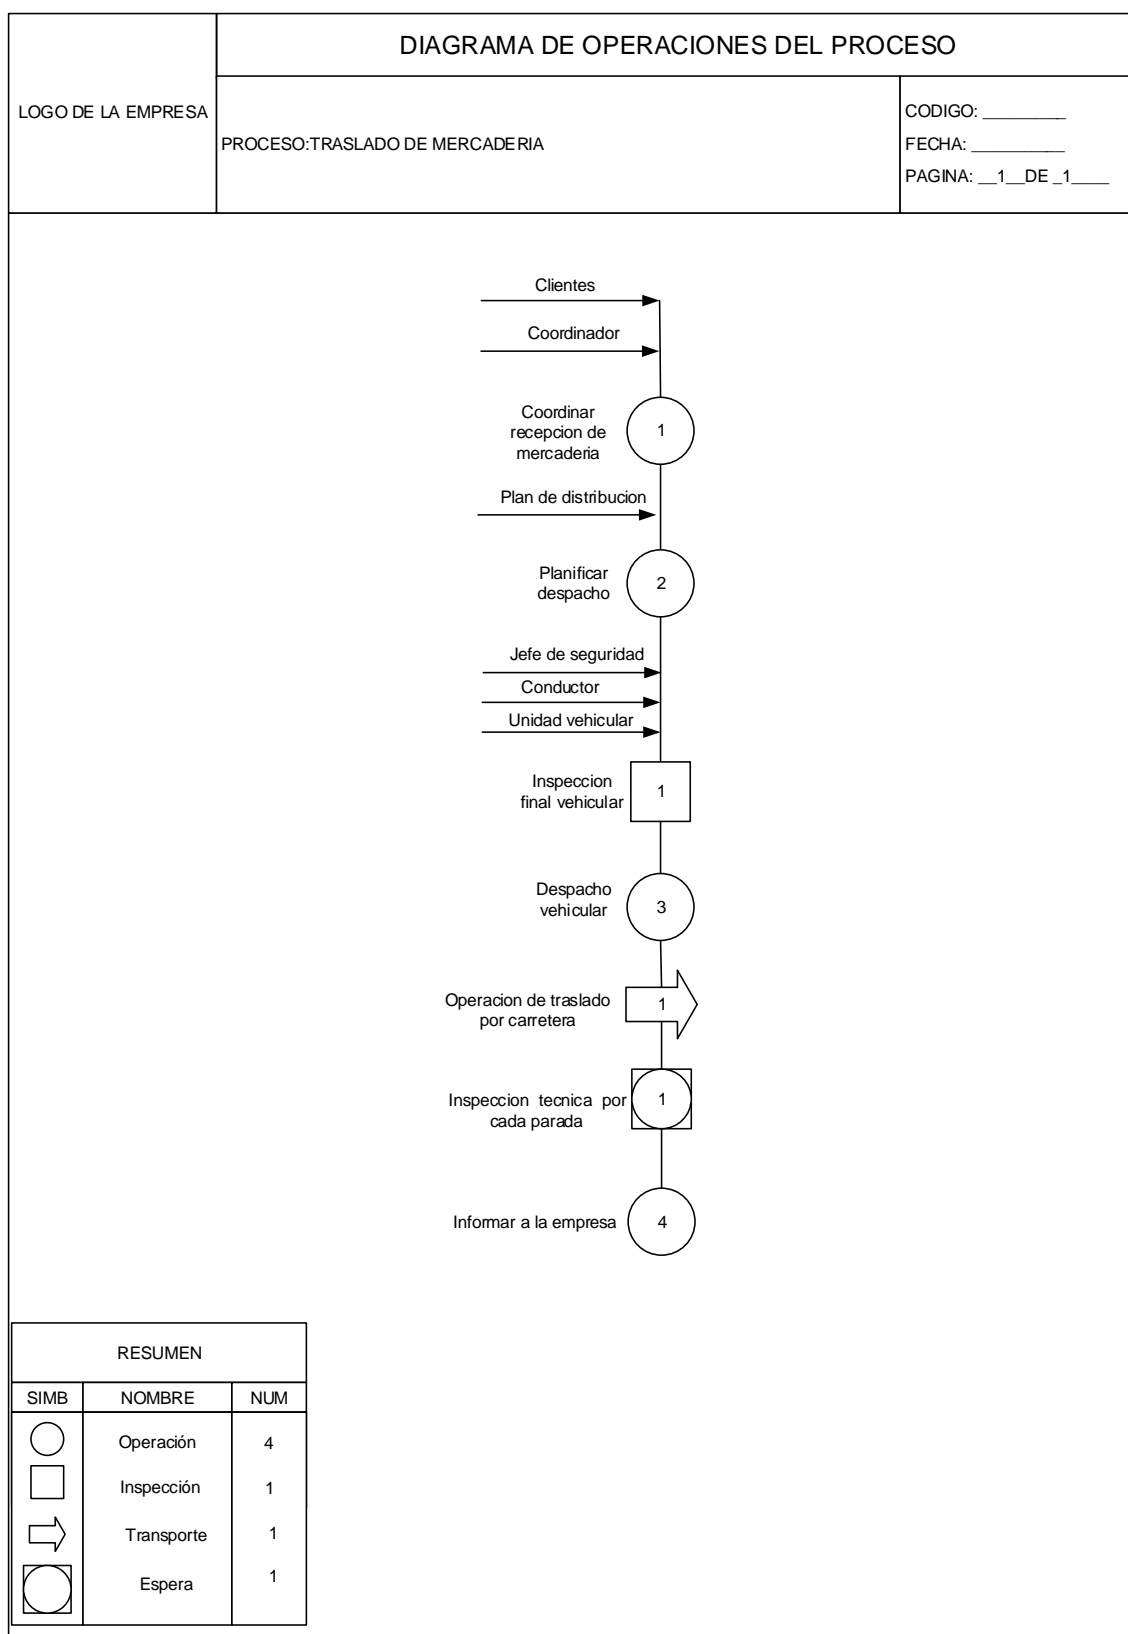 DIAGRAMA DE OPERACIONES DEL PROCESO
LOGO DE LA EMPRESA
PROCESO:TRASLADO DE MERCADERIA
CODIGO: _________
FECHA: __________
PAGINA: __1__DE _1____
Clientes
Coordinador
Coordinar
recepcion de
mercaderia
1
Plan de distribucion
Planificar
despacho
2
Jefe de seguridad
Conductor
Unidad vehicular
Inspeccion
final vehicular
1
Despacho
vehicular
3
Operacion de traslado
por carretera
1
Inspeccion tecnica por
cada parada
1
Informar a la empresa
4
RESUMEN
SIMB NOMBRE NUM
Operación 4
Inspección 1
Transporte 1
Espera 1